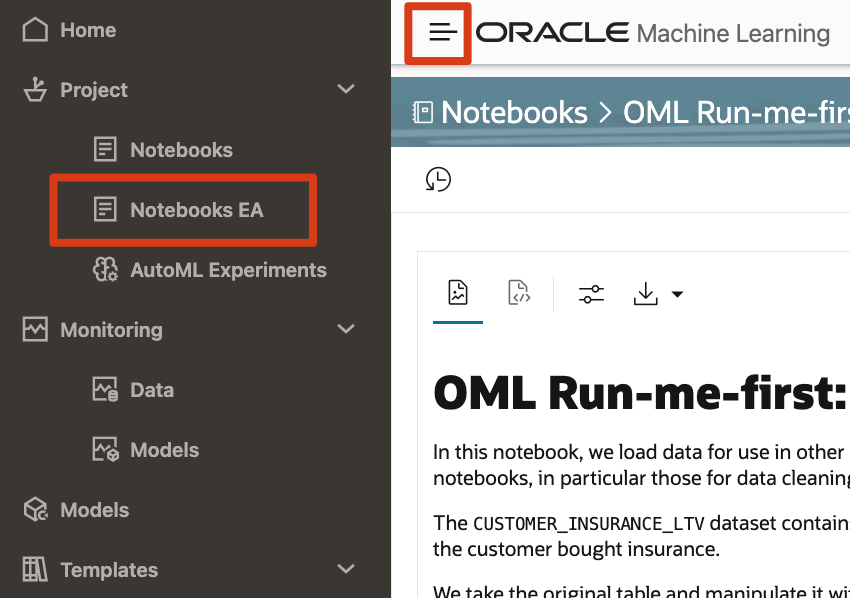 Home
Project
Notebooks
Notebooks EA
AutoML Experiments
Monitoring
Data
Models
Models
Templates
ORACLE Machine Learning
Notebooks > OML Run-me-firs
OML Run-me-first:
In this notebook, we load data for use in other
notebooks, in particular those for data cleaning
The CUSTOMER_INSURANCE_LTV dataset contain
the customer bought insurance.
We take the original table and manipulate it wi